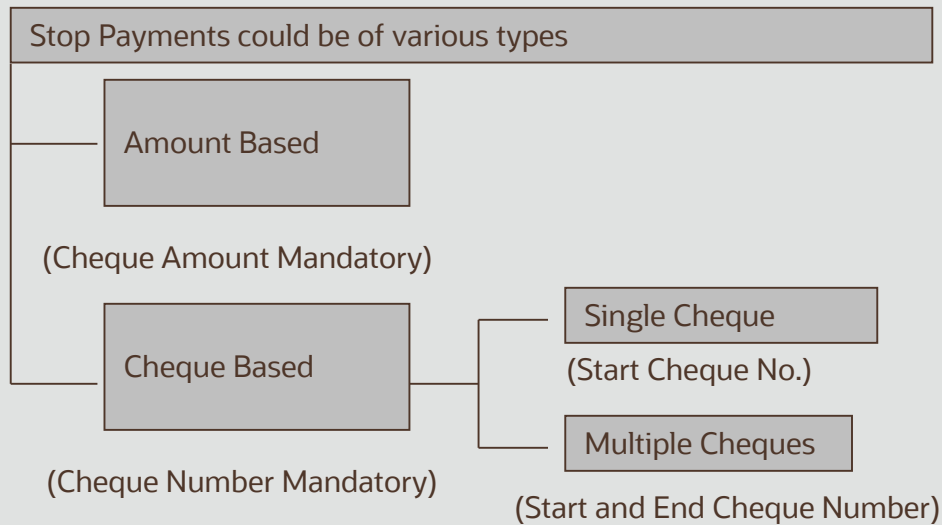 Stop Payments could be of various types
Amount Based
(Cheque Amount Mandatory)
Cheque Based
(Cheque Number Mandatory)
Single Cheque
(Start Cheque No.)
Multiple Cheques
(Start and End Cheque Number)